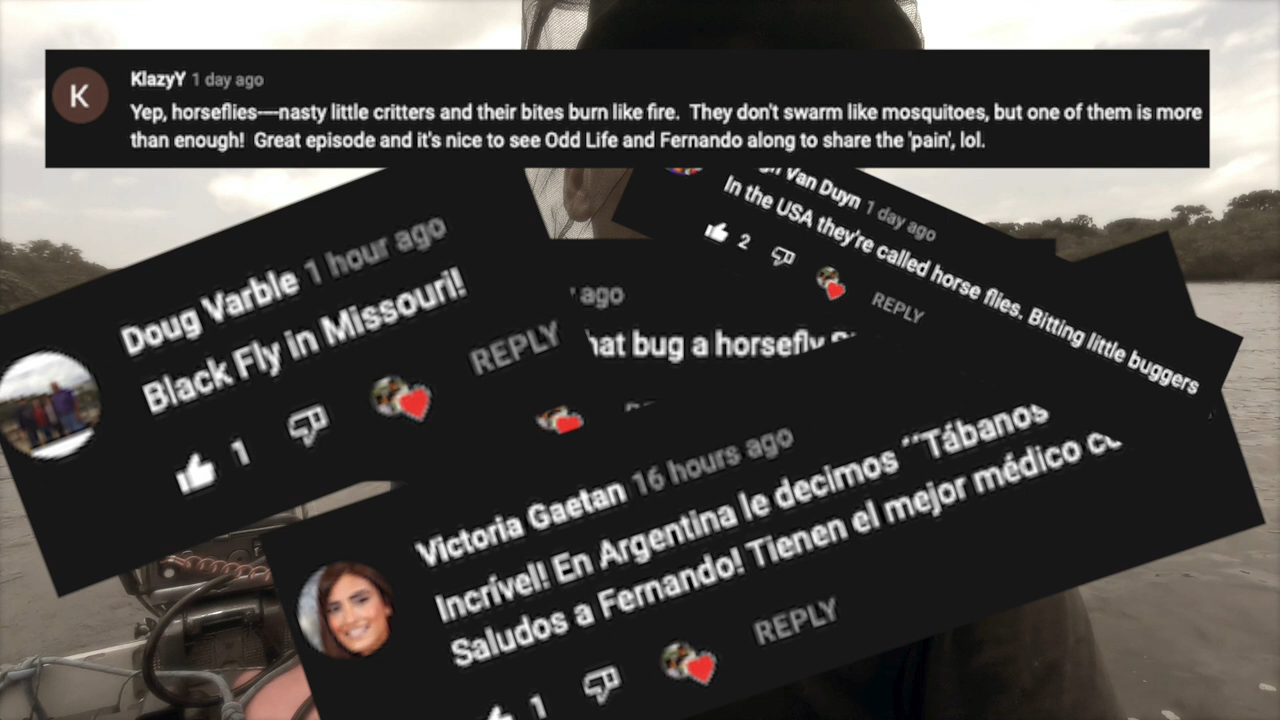 K
KlazyY 1 day ago
Yep, horseflies----nasty little critters and their bites burn like fire. They don't swarm like mosquitoes, but one of them is more
than enough! Great episode and it's nice to see Odd Life and Fernando along to share the 'pain', lol.
Van Duyn 1 day ago
In the USA they're called horse flies. Bitting little buggers
2
REPLY
Doug Varble 1 hour ago
Black Fly in Missouri!
1
REPLY
ago
bug a horsefly
Victoria Gaetan 16 hours ago
Incrível! En Argentina le decimos “Tábanos
Saludos a Fernando! Tienen el mejor médico
1
REPLY